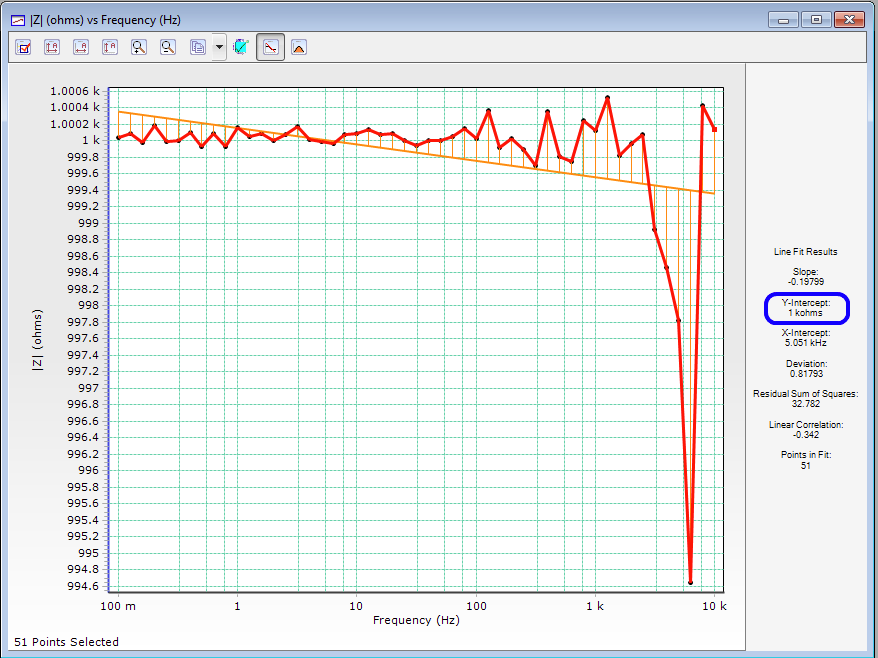 |Z| (ohms) vs Frequency (Hz)
1.0006 k
1.0004 k
1.0002 k
1 k
999.8
999.6
999.4
999.2
999
998.8
998.6
998.4
998.2
998
997.8
997.6
997.4
997.2
997
996.8
996.6
996.4
996.2
996
995.8
995.6
995.4
995.2
995
994.8
994.6
|Z| (ohms)
100 m
1
10
100
1 k
10 k
Frequency (Hz)
Line Fit Results
Slope:
-0.19799
Y-Intercept:
1 kohms
X-Intercept:
5.051 kHz
Deviation:
0.81793
Residual Sum of Squares:
32.782
Linear Correlation:
-0.342
Points in Fit:
51
51 Points Selected